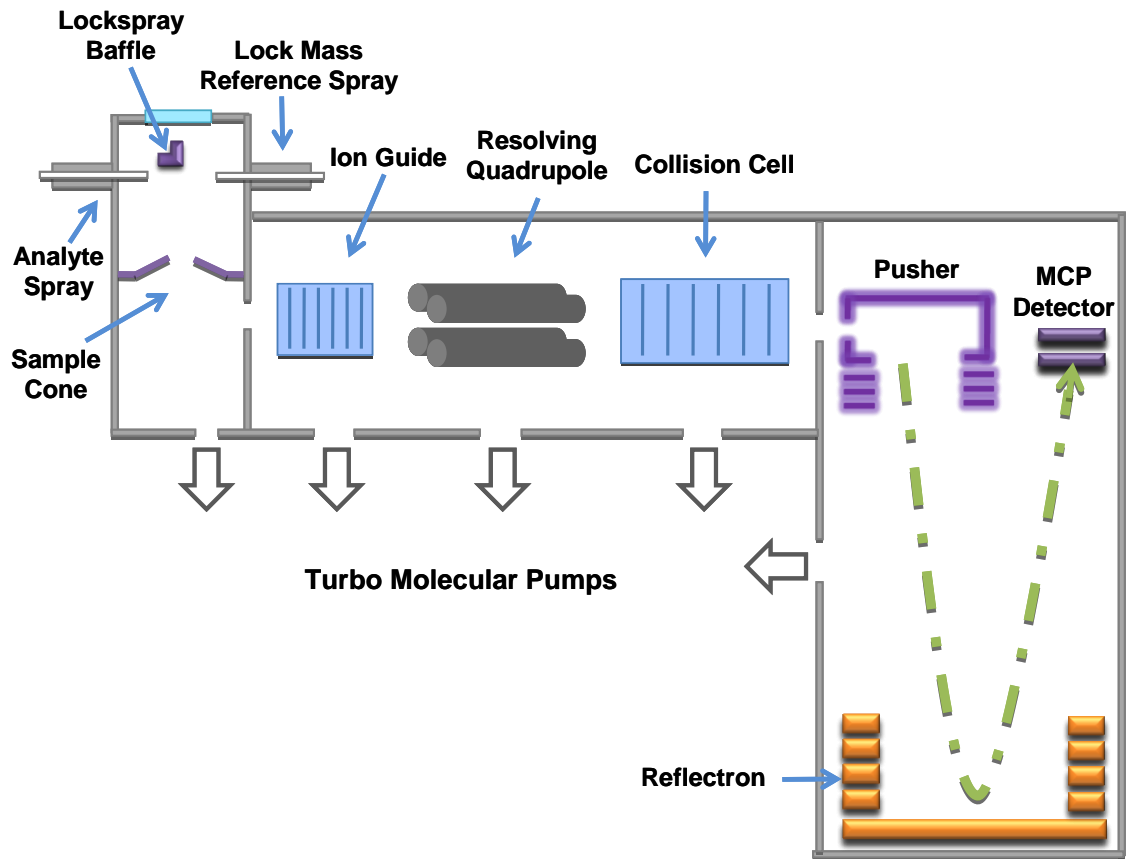 Lockspray
Baffle
Lock Mass
Reference Spray
Ion Guide
Resolving
Quadrupole
Collision Cell
Analyte
Spray
Sample
Cone
Pusher
MCP
Detector
Turbo Molecular Pumps
Reflectron